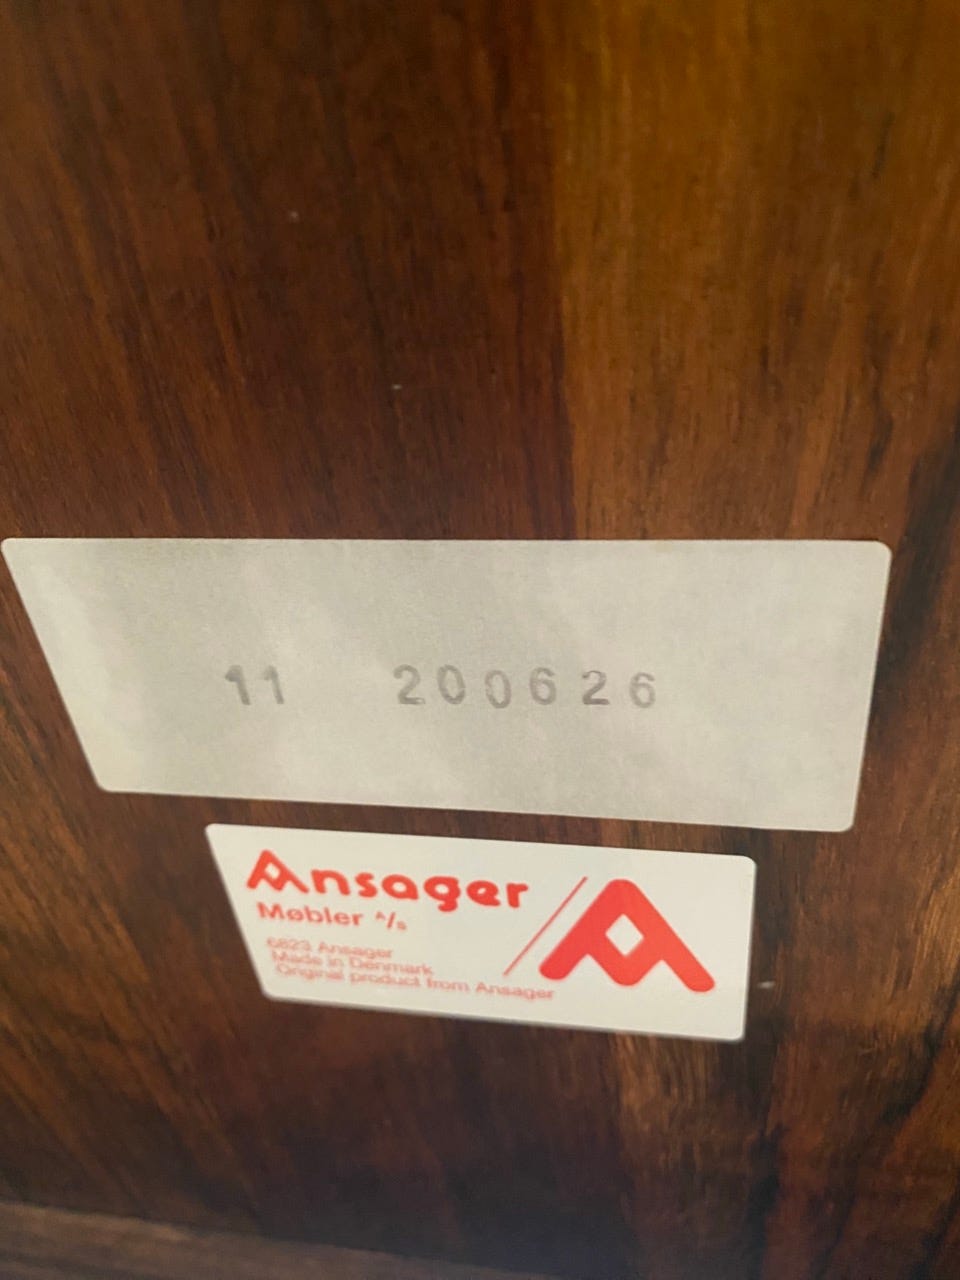 11 200626
Ansager
Møbler A/s
6823 Ansager
Made in Denmark
Original product from Ansager